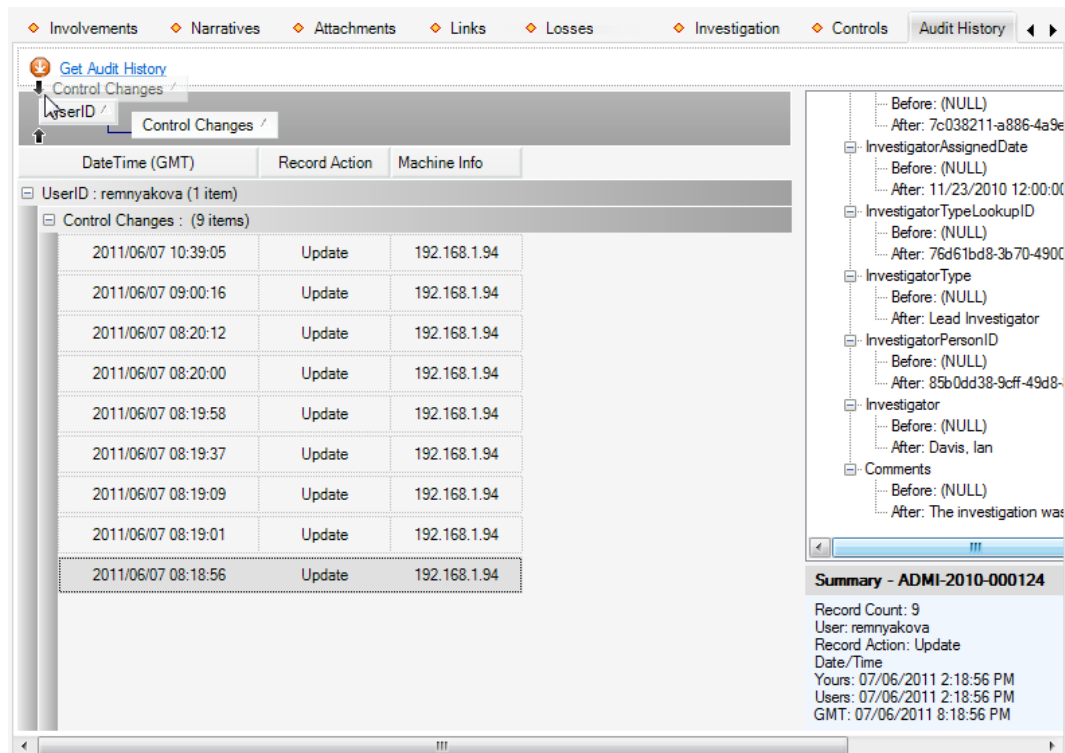 Involvements Narratives Attachments Links Losses Investigation Controls Audit History
Get Audit History
Control Changes
serID
Control Changes
DateTime (GMT) Record Action Machine Info
UserID : remnyakova (1 item)
Control Changes : (9 items)
2011/06/07 10:39:05 Update 192.168.1.94
2011/06/07 09:00:16 Update 192.168.1.94
2011/06/07 08:20:12 Update 192.168.1.94
2011/06/07 08:20:00 Update 192.168.1.94
2011/06/07 08:19:58 Update 192.168.1.94
2011/06/07 08:19:37 Update 192.168.1.94
2011/06/07 08:19:09 Update 192.168.1.94
2011/06/07 08:19:01 Update 192.168.1.94
2011/06/07 08:18:56 Update 192.168.1.94
Before: (NULL)
After: 7c038211-a886-4a9e
InvestigatorAssignedDate
Before: (NULL)
After: 11/23/2010 12:00:00
InvestigatorTypeLookupID
Before: (NULL)
After: 76d61bd8-3b70-4900
InvestigatorType
Before: (NULL)
After: Lead Investigator
InvestigatorPersonID
Before: (NULL)
After: 85b0dd38-9cff-49d8-
Investigator
Before: (NULL)
After: Davis, Ian
Comments
Before: (NULL)
After: The investigation was
Summary - ADMI-2010-000124
Record Count: 9
User: remnyakova
Record Action: Update
Date/Time
Yours: 07/06/2011 2:18:56 PM
Users: 07/06/2011 2:18:56 PM
GMT: 07/06/2011 8:18:56 PM